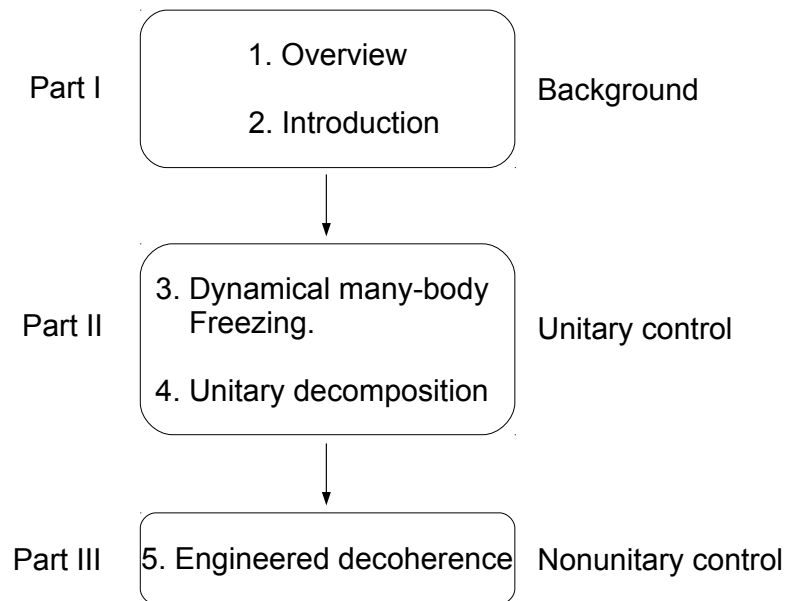 1. Overview
Part I
Background
2. Introduction
3. Dynamical many-body
Freezing.
Part II
Unitary control
4. Unitary decomposition
Part III
5. Engineered decoherence
Nonunitary control